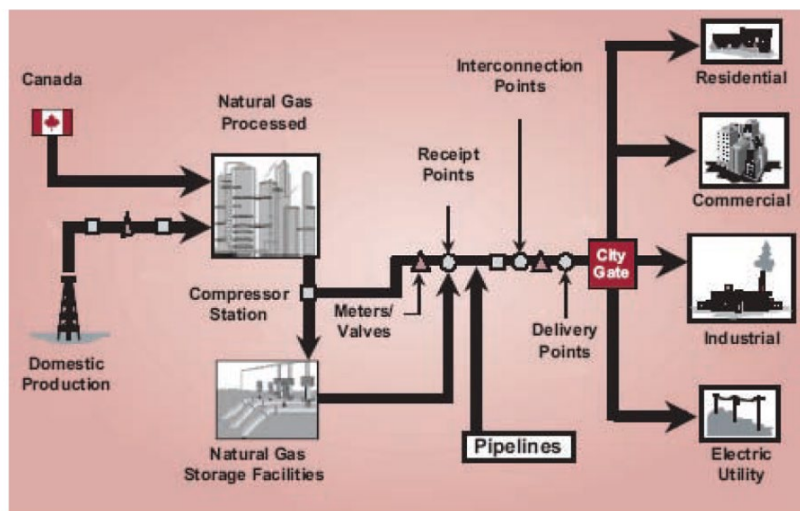 Canada
Natural Gas
Processed
Interconnection
Points
Residential
Receipt
Points
Commercial
City
Gate
Compressor
Station
Meters/
Valves
Delivery
Points
Industrial
Domestic
Production
Pipelines
Natural Gas
Storage Facilities
Electric
Utility